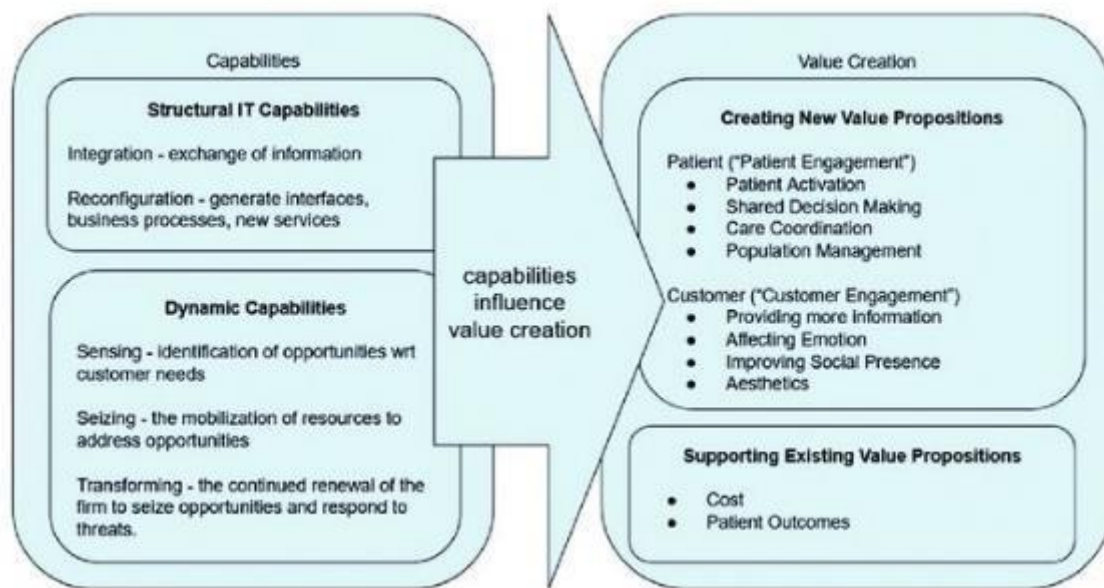 Capabilities
Structural IT Capabilities
Integration - exchange of information
Reconfiguration - generate interfaces,
business processes, new services
Dynamic Capabilities
Sensing - identification of opportunities wrt
customer needs
Seizing - the mobilization of resources to
address opportunities
Transforming - the continued renewal of the
firm to seize opportunities and respond to
threats.
capabilities
influence
value creation
Value Creation
Creating New Value Propositions
Patient ("Patient Engagement")
● Patient Activation
● Shared Decision Making
● Care Coordination
● Population Management
Customer ("Customer Engagement")
● Providing more Information
● Affecting Emotion
● Improving Social Presence
● Aesthetics
Supporting Existing Value Propositions
● Cost
● Patient Outcomes